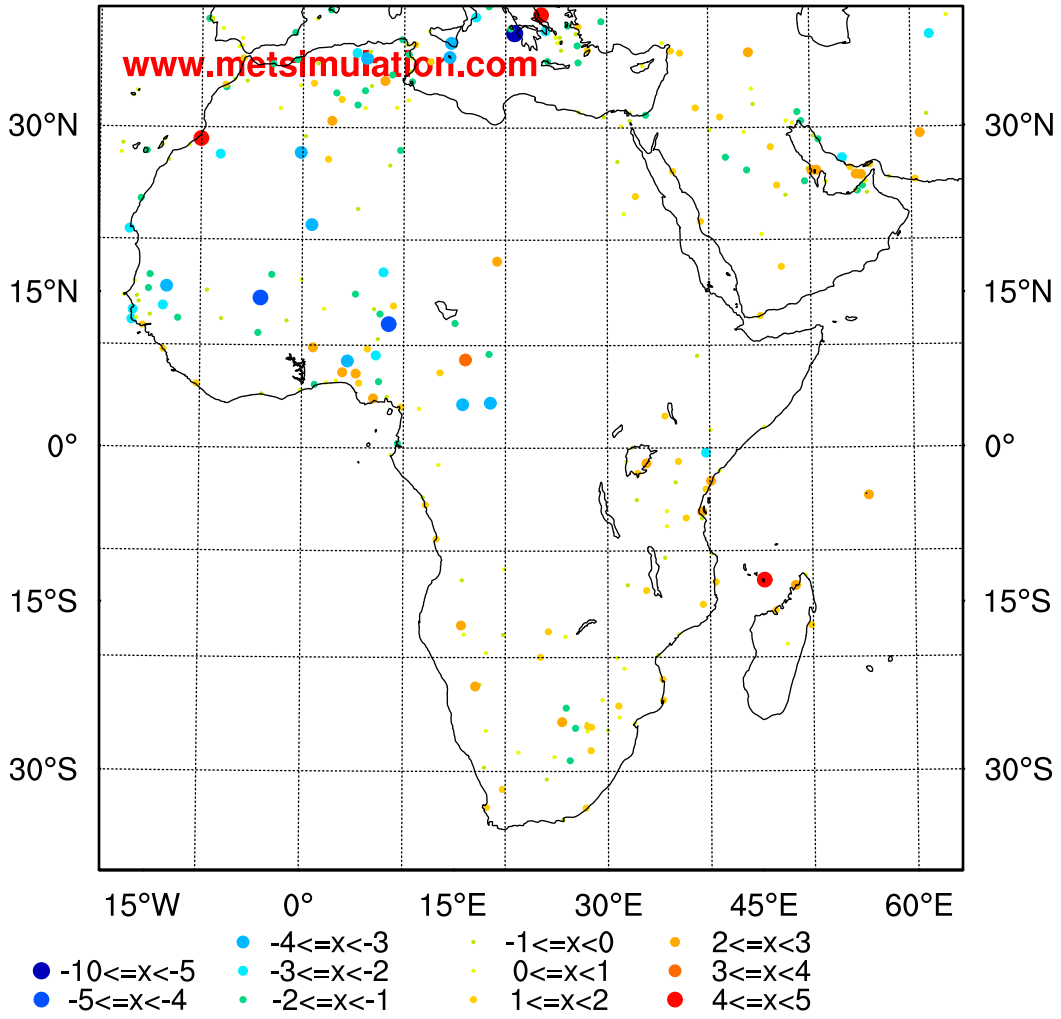 www.metsimulation.com
30°N 30°N
15°N 15°N
0° 0°
15°S 15°S
30°S 30°S
15°W 0° 15°E 30°E 45°E 60°E
-4<=x<-3 -1<=x<0 2<=x<3
-10<=x<-5 -3<=x<-2 0<=x<1 3<=x<4
-5<=x<-4 -2<=x<-1 1<=x<2 4<=x<5